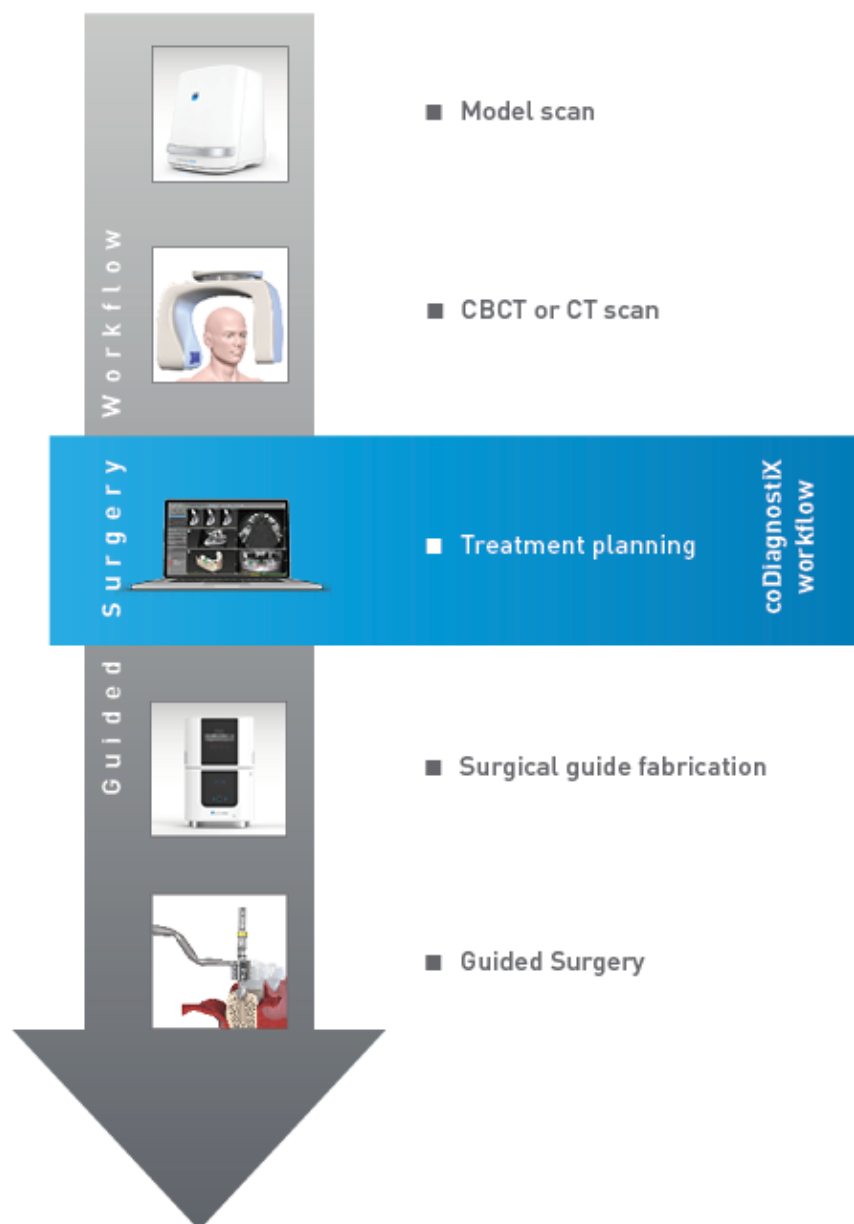 Guided Surgery Workflow
Model scan
CBCT or CT scan
Treatment planning
coDiagnostiX
workflow
Surgical guide fabrication
Guided Surgery